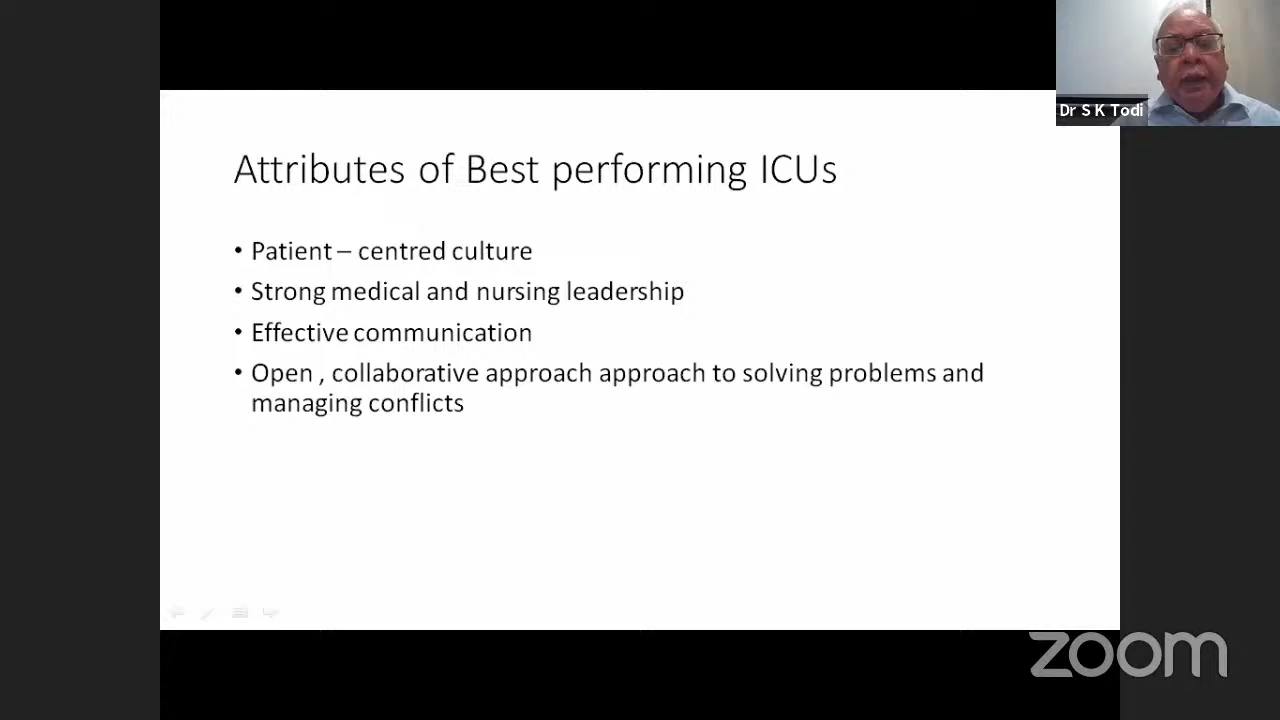 Dr S K Todi
Attributes of Best performing ICUs
• Patient – centred culture
• Strong medical and nursing leadership
• Effective communication
• Open , collaborative approach approach to solving problems and
managing conflicts
zoom